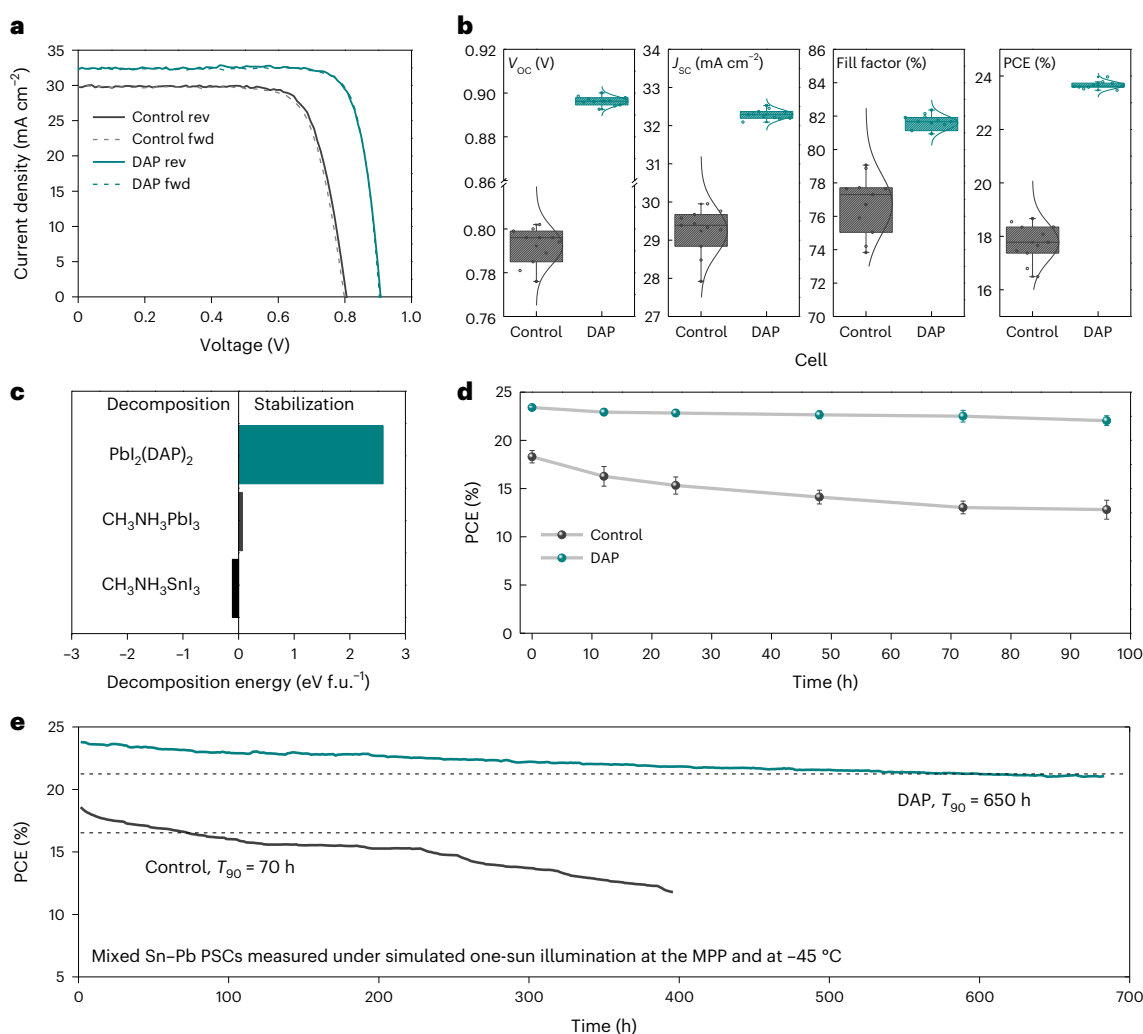 a
35
30
25
20
15
10
5
0
Current density (mA cm⁻²)
Control rev
Control fwd
DAP rev
DAP fwd
0 0.2 0.4 0.6 0.8 1.0
Voltage (V)
b
V_OC (V)
0.92
0.90
0.88
0.86
0.80
0.78
0.76
Control DAP
J_SC (mA cm⁻²)
34
33
32
31
30
29
28
27
Control DAP
Fill factor (%)
86
84
82
80
78
76
74
72
70
Control DAP
PCE (%)
24
22
20
18
16
Control DAP
Cell
c
Decomposition Stabilization
PbI₂(DAP)₂
CH₃NH₃PbI₃
CH₃NH₃SnI₃
−3 −2 −1 0 1 2 3
Decomposition energy (eV f.u.⁻¹)
d
25
20
15
10
5
0
PCE (%)
Control
DAP
0 10 20 30 40 50 60 70 80 90 100
Time (h)
e
25
20
15
10
5
PCE (%)
DAP, T₉₀ = 650 h
Control, T₉₀ = 70 h
Mixed Sn–Pb PSCs measured under simulated one-sun illumination at the MPP and at –45 °C
0 100 200 300 400 500 600 700
Time (h)